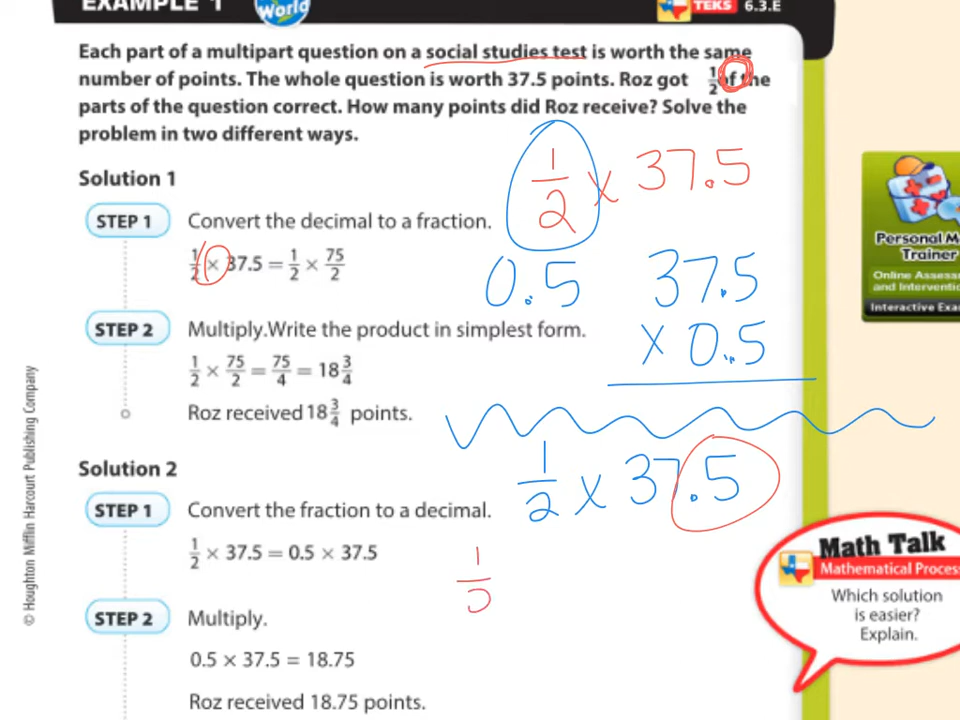 EXAMPLE 1
World
TEKS 6.3.E
Each part of a multipart question on a social studies test is worth the same
number of points. The whole question is worth 37.5 points. Roz got 1/2 of the
parts of the question correct. How many points did Roz receive? Solve the
problem in two different ways.
1/2 × 37.5
Solution 1
STEP 1 Convert the decimal to a fraction.
1/2 × 37.5 = 1/2 × 75/2
0.5
37.5
× 0.5
STEP 2 Multiply.Write the product in simplest form.
1/2 × 75/2 = 75/4 = 18 3/4
Roz received 18 3/4 points.
1/2 × 37.5
Solution 2
STEP 1 Convert the fraction to a decimal.
1/2 × 37.5 = 0.5 × 37.5
STEP 2 Multiply.
0.5 × 37.5 = 18.75
Roz received 18.75 points.
Personal M
Trainer
Online Assess
and Interventi
Interactive Exa
Math Talk
Mathematical Process
Which solution
is easier?
Explain.
© Houghton Mifflin Harcourt Publishing Company